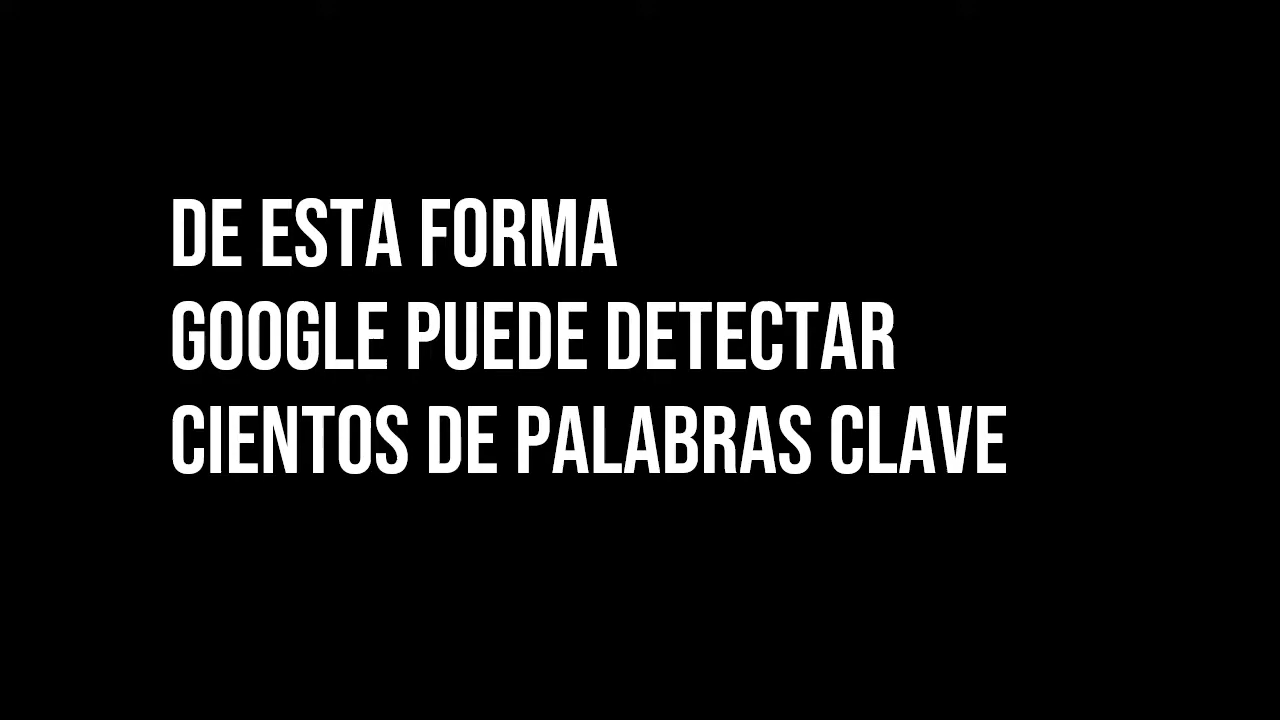 DE ESTA FORMA
GOOGLE PUEDE DETECTAR
CIENTOS DE PALABRAS CLAVE